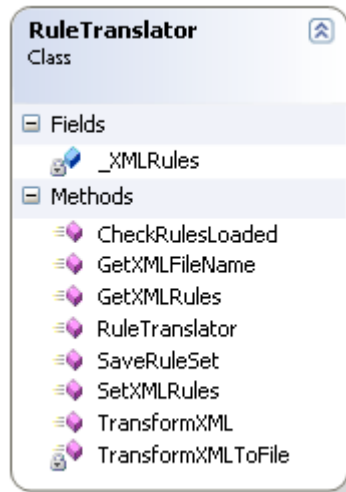 RuleTranslator
Class
Fields
_XMLRules
Methods
CheckRulesLoaded
GetXMLFileName
GetXMLRules
RuleTranslator
SaveRuleSet
SetXMLRules
TransformXML
TransformXMLToFile